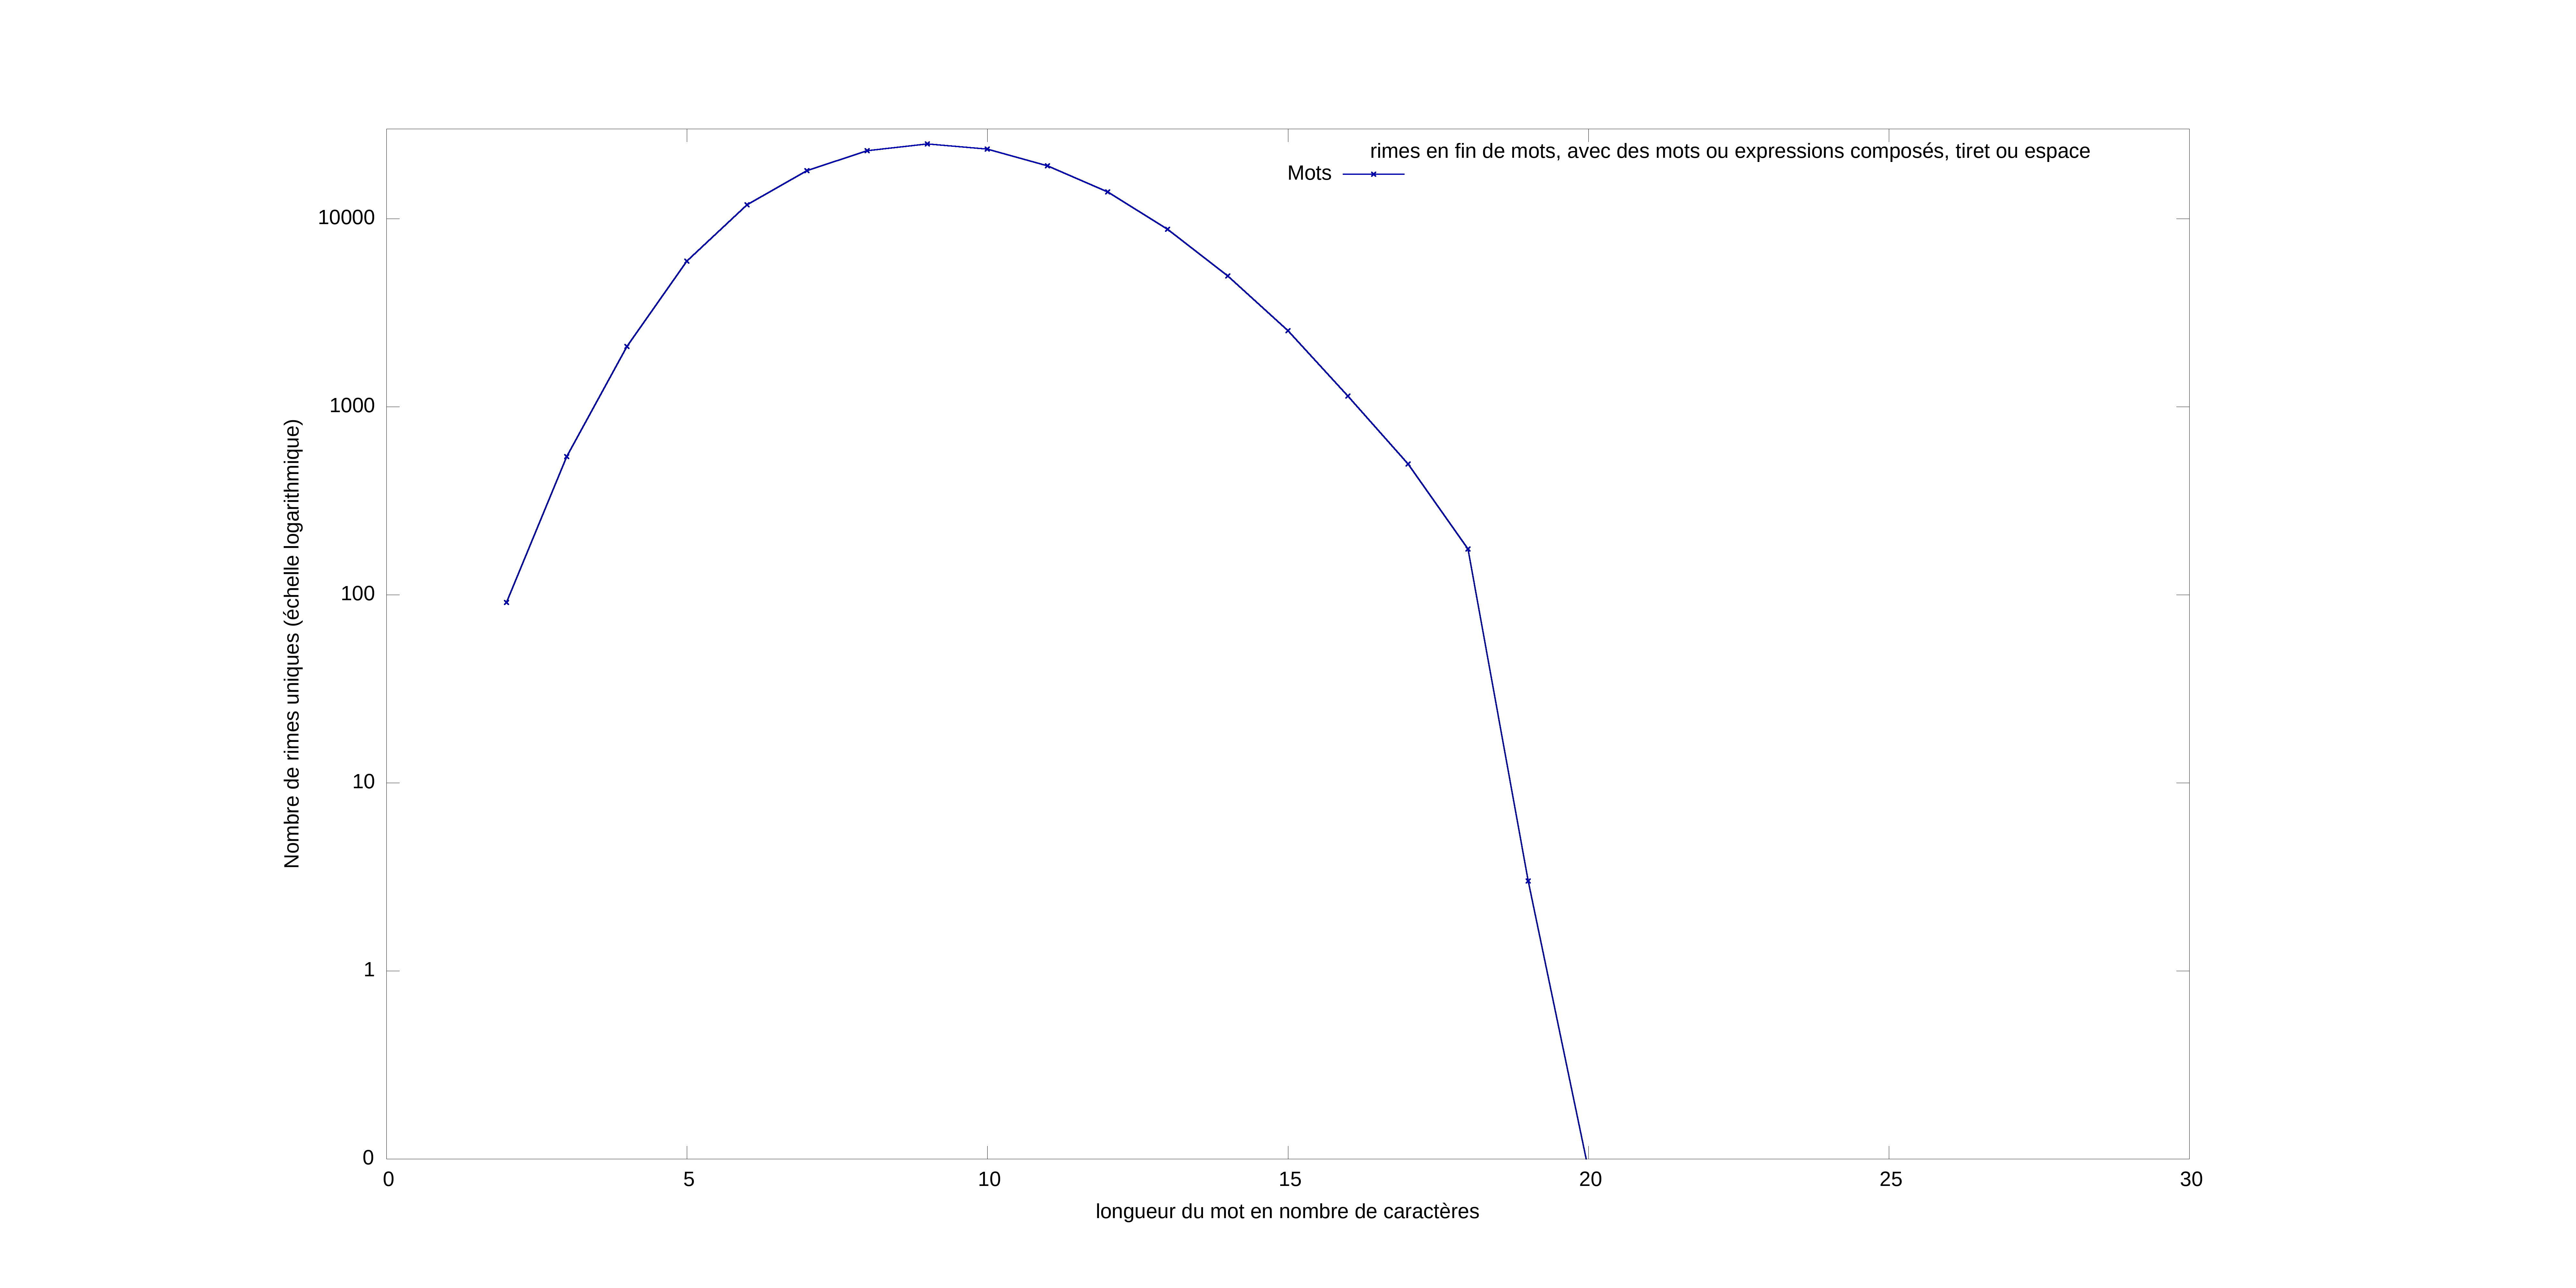 rimes en fin de mots, avec des mots ou expressions composés, tiret ou espace
Mots
10000
1000
100
10
1
0
Nombre de rimes uniques (échelle logarithmique)
0 5 10 15 20 25 30
longueur du mot en nombre de caractères